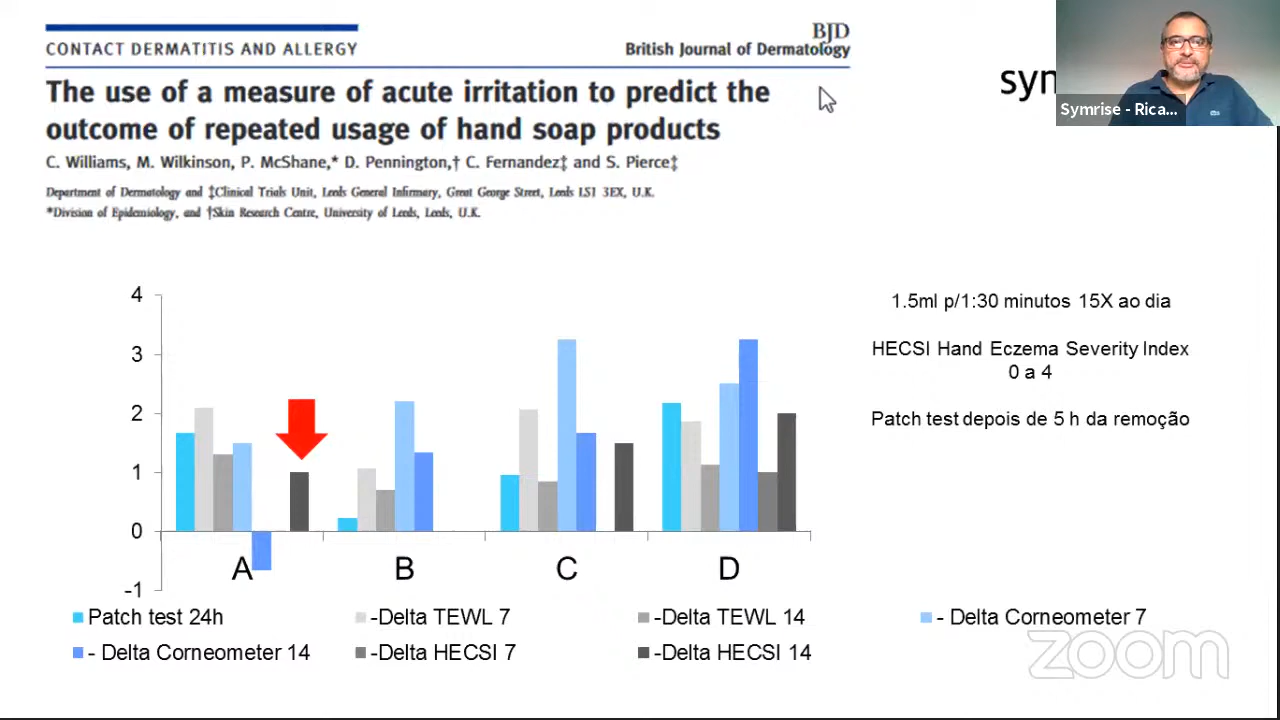 CONTACT DERMATITIS AND ALLERGY
BJD
British Journal of Dermatology
The use of a measure of acute irritation to predict the
outcome of repeated usage of hand soap products
C. Williams, M. Wilkinson, P. McShane,* D. Pennington,† C. Fernandez‡ and S. Pierce‡
Department of Dermatology and ‡Clinical Trials Unit, Leeds General Infirmary, Great George Street, Leeds LS1 3EX, U.K.
*Division of Epidemiology, and †Skin Research Centre, University of Leeds, Leeds, U.K.
sym
Symrise - Rica...
4
3
2
1
0
-1
A
B
C
D
1.5ml p/1:30 minutos 15X ao dia
HECSI Hand Eczema Severity Index
0 a 4
Patch test depois de 5 h da remoção
Patch test 24h
-Delta TEWL 7
-Delta TEWL 14
- Delta Corneometer 7
- Delta Corneometer 14
-Delta HECSI 7
-Delta HECSI 14
zoom